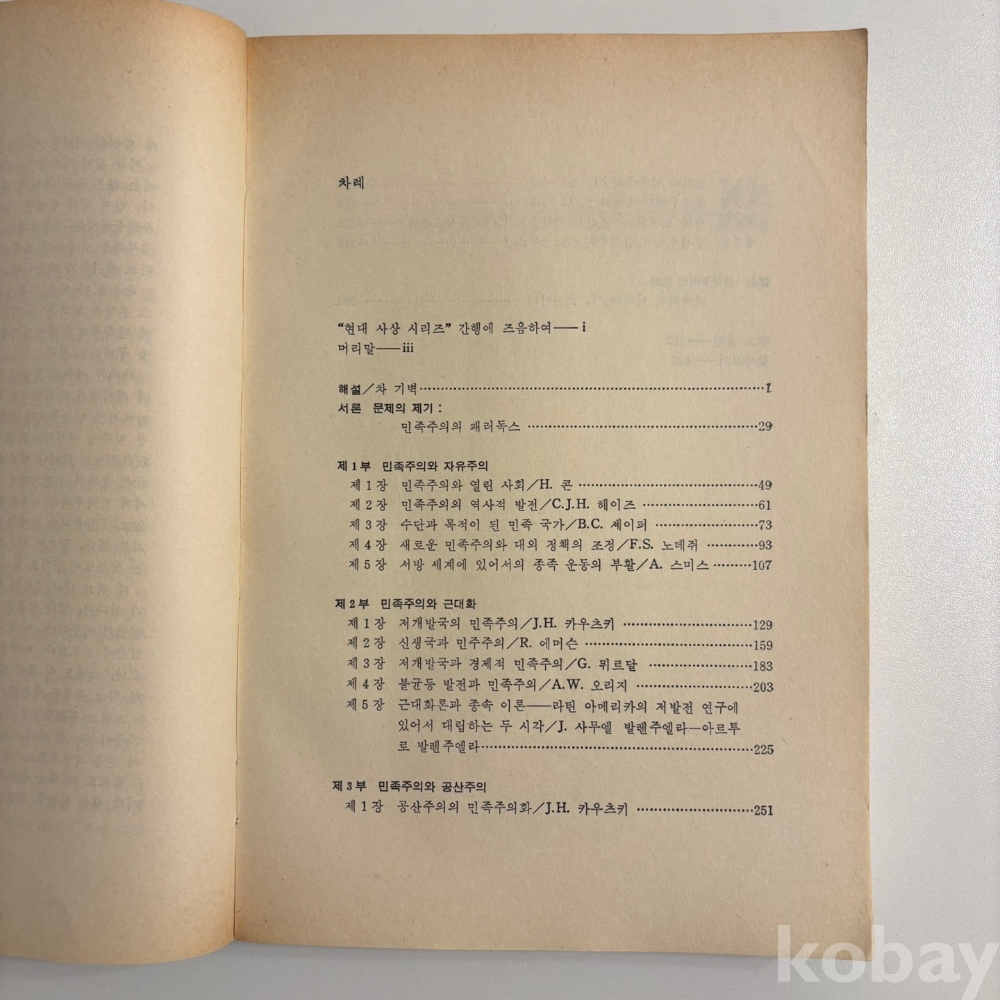 차례
“현대 사상 시리즈” 간행에 즈음하여——i
머리말——iii
해설/차 기벽……1
서론 문제의 제기 :
민족주의의 패러독스……29
제1부 민족주의와 자유주의
제1장 민족주의와 열린 사회/H. 콘……49
제2장 민족주의의 역사적 발전/C.J.H. 헤이즈……61
제3장 수단과 목적이 된 민족 국가/B.C. 셰이퍼……73
제4장 새로운 민족주의와 대외 정책의 조정/F.S. 노데쥐……93
제5장 서방 세계에 있어서의 종족 운동의 부활/A. 스미스……107
제2부 민족주의와 근대화
제1장 저개발국의 민족주의/J.H. 카우츠키……129
제2장 신생국과 민주주의/R. 에머슨……159
제3장 저개발국과 경제적 민족주의/G. 뮈르달……183
제4장 불균등 발전과 민족주의/A.W. 오리지……203
제5장 근대화론과 종속 이론——라틴 아메리카의 저발전 연구에
있어서 대립하는 두 시각/J. 사무엘 발렌주엘라—아르투
로 발렌주엘라……225
제3부 민족주의와 공산주의
제1장 공산주의의 민족주의화/J.H. 카우츠키……251
kobay